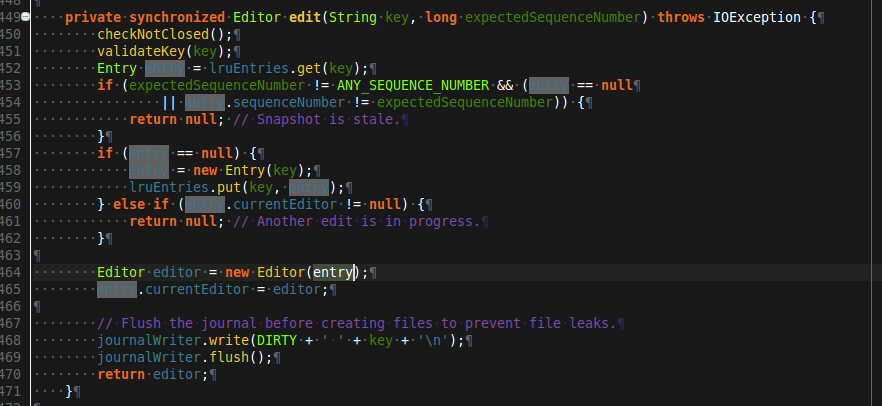 448
449 private synchronized Editor edit(String key, long expectedSequenceNumber) throws IOException {¶
450 checkNotClosed();¶
451 validateKey(key);¶
452 Entry entry = lruEntries.get(key);¶
453 if (expectedSequenceNumber != ANY_SEQUENCE_NUMBER && (entry == null¶
454 || entry.sequenceNumber != expectedSequenceNumber)) {¶
455 return null; // Snapshot is stale.¶
456 }¶
457 if (entry == null) {¶
458 entry = new Entry(key);¶
459 lruEntries.put(key, entry);¶
460 } else if (entry.currentEditor != null) {¶
461 return null; // Another edit is in progress.¶
462 }¶
463 ¶
464 Editor editor = new Editor(entry);¶
465 entry.currentEditor = editor;¶
466 ¶
467 // Flush the journal before creating files to prevent file leaks.¶
468 journalWriter.write(DIRTY + ' ' + key + '\n');¶
469 journalWriter.flush();¶
470 return editor;¶
471 }¶